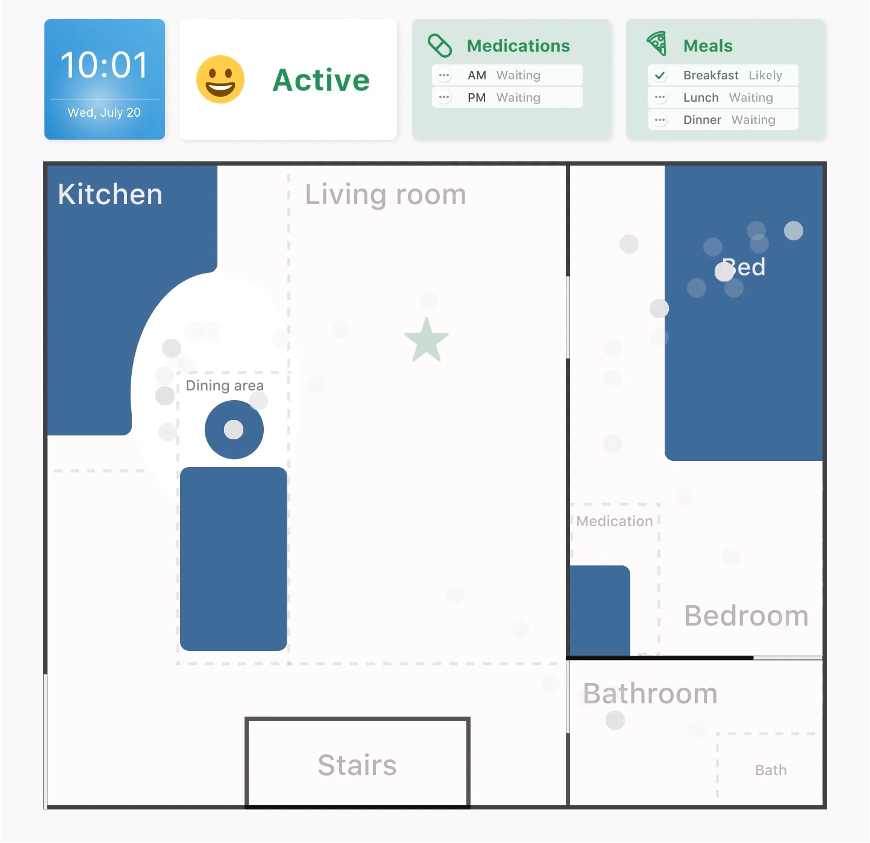 10:01
Wed, July 20
Active
Medications
AM Waiting
PM Waiting
Meals
Breakfast Likely
Lunch Waiting
Dinner Waiting
Kitchen
Living room
Bed
Dining area
Medication
Bedroom
Bathroom
Stairs
Bath